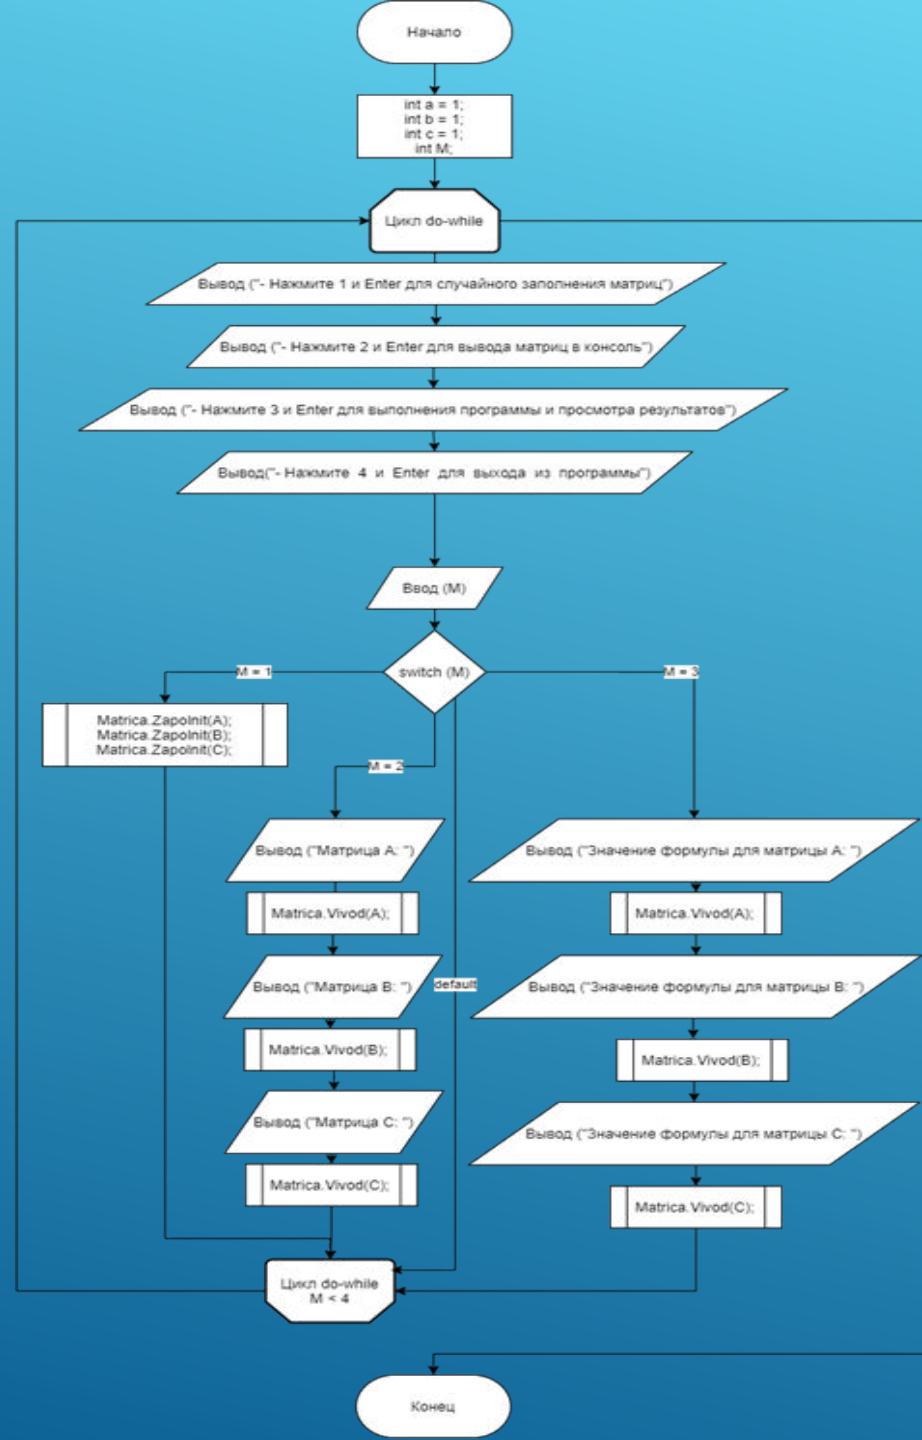 Начало
int a = 1;
int b = 1;
int c = 1;
int M;
Цикл do-while
Вывод ("- Нажмите 1 и Enter для случайного заполнения матриц")
Вывод ("- Нажмите 2 и Enter для вывода матриц в консоль")
Вывод ("- Нажмите 3 и Enter для выполнения программы и просмотра результатов")
Вывод("- Нажмите 4 и Enter для выхода из программы")
Ввод (M)
switch (M)
M = 1
M = 3
Matrica.ZapolnIt(A);
Matrica.ZapolnIt(B);
Matrica.ZapolnIt(C);
M = 2
Вывод ("Матрица A: ")
Вывод ("Значение формулы для матрицы A: ")
Matrica.Vivod(A);
Matrica.Vivod(A);
Вывод ("Матрица B: ")
default
Вывод ("Значение формулы для матрицы B: ")
Matrica.Vivod(B);
Matrica.Vivod(B);
Вывод ("Матрица C: ")
Вывод ("Значение формулы для матрицы C: ")
Matrica.Vivod(C);
Matrica.Vivod(C);
Цикл do-while
M < 4
Конец